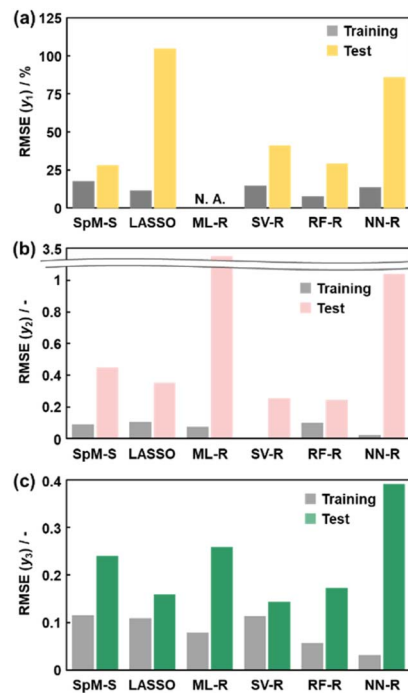 (a)
125
100
75
50
25
0
RMSE (y₁) / %
Training
Test
N. A.
SpM-S LASSO ML-R SV-R RF-R NN-R
(b)
3.5
1
0.8
0.6
0.4
0.2
0
RMSE (y₂) / -
Training
Test
SpM-S LASSO ML-R SV-R RF-R NN-R
(c)
0.4
0.3
0.2
0.1
0
RMSE (y₃) / -
Training
Test
SpM-S LASSO ML-R SV-R RF-R NN-R